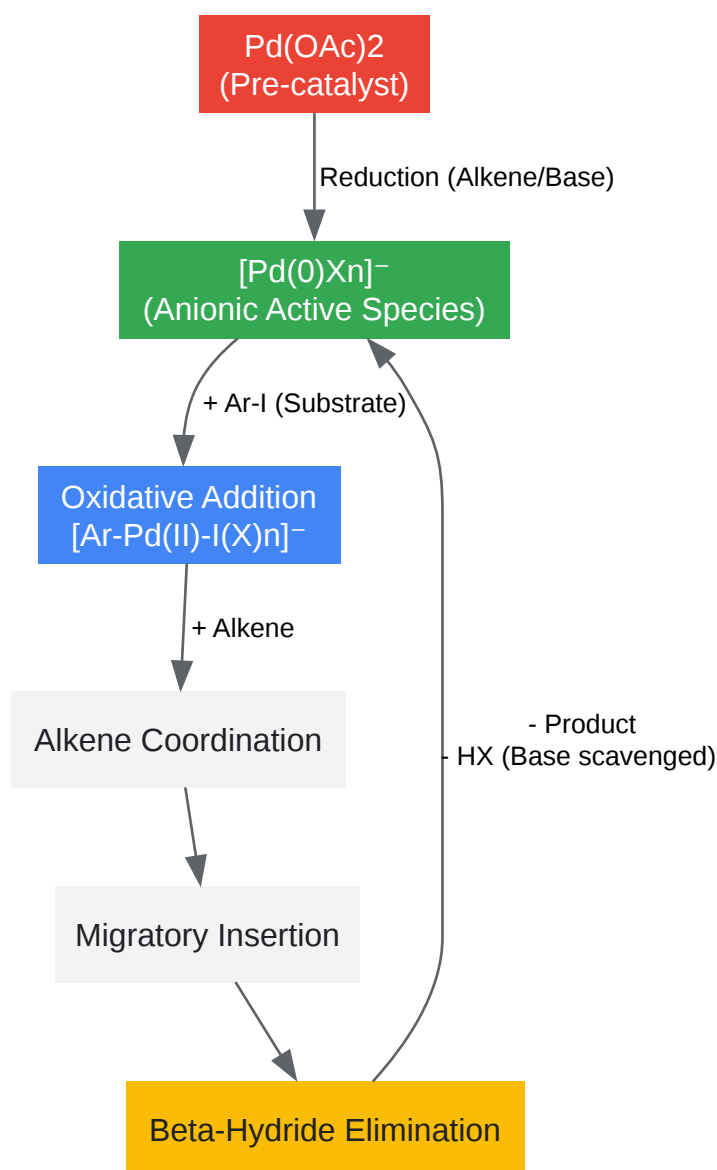 Pd(OAc)2
(Pre-catalyst)
Reduction (Alkene/Base)
[Pd(0)Xn]⁻
(Anionic Active Species)
+ Ar-I (Substrate)
Oxidative Addition
[Ar-Pd(II)-I(X)n]⁻
+ Alkene
Alkene Coordination
- Product
- HX (Base scavenged)
Migratory Insertion
Beta-Hydride Elimination